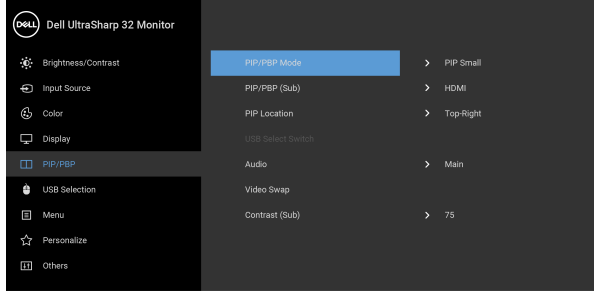 DELL Dell UltraSharp 32 Monitor
Brightness/Contrast
Input Source
Color
Display
PIP/PBP
USB Selection
Menu
Personalize
Others
PIP/PBP Mode > PIP Small
PIP/PBP (Sub) > HDMI
PIP Location > Top-Right
USB Select Switch
Audio > Main
Video Swap
Contrast (Sub) > 75